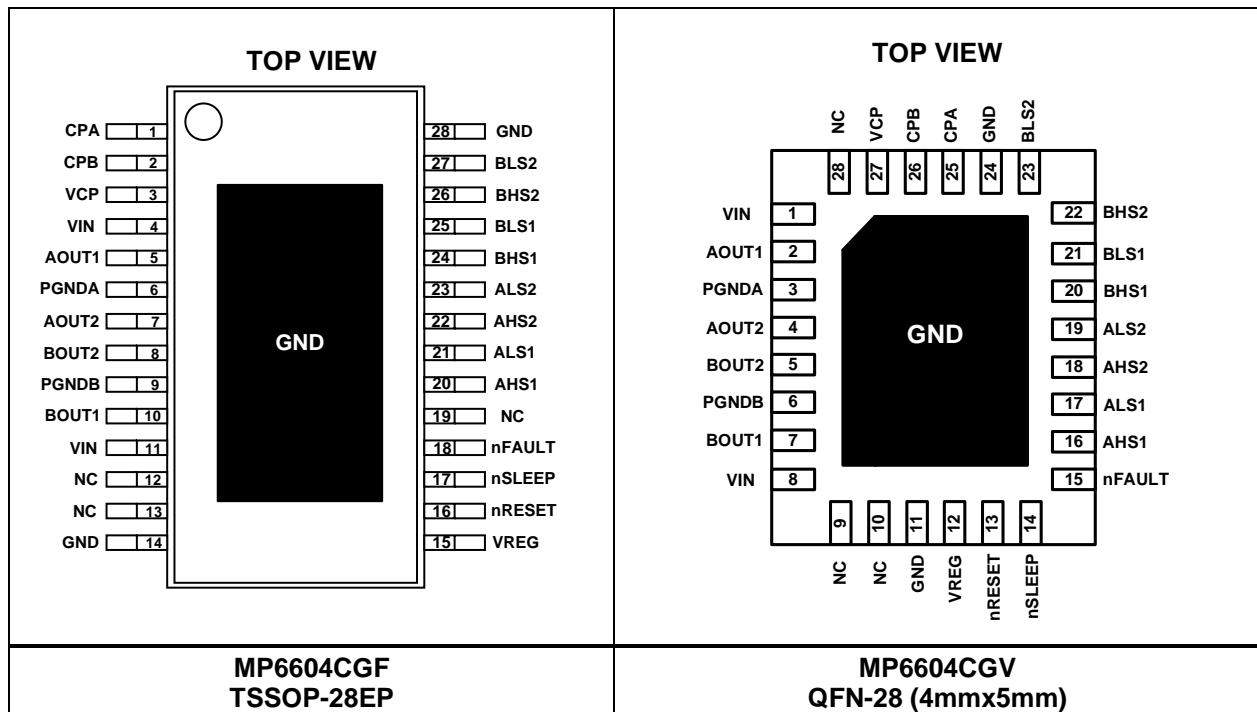 TOP VIEW
CPA 1
CPB 2
VCP 3
VIN 4
AOUT1 5
PGNDA 6
AOUT2 7
BOUT2 8
PGNDB 9
BOUT1 10
VIN 11
NC 12
NC 13
GND 14
GND
28 GND
27 BLS2
26 BHS2
25 BLS1
24 BHS1
23 ALS2
22 AHS2
21 ALS1
20 AHS1
19 NC
18 nFAULT
17 nSLEEP
16 nRESET
15 VREG
MP6604CGF
TSSOP-28EP
TOP VIEW
NC VCP CPB CPA GND BLS2
28 27 26 25 24 23
VIN 1
AOUT1 2
PGNDA 3
AOUT2 4
BOUT2 5
PGNDB 6
BOUT1 7
VIN 8
GND
22 BHS2
21 BLS1
20 BHS1
19 ALS2
18 AHS2
17 ALS1
16 AHS1
15 nFAULT
9 10 11 12 13 14
NC NC GND VREG nRESET nSLEEP
MP6604CGV
QFN-28 (4mmx5mm)